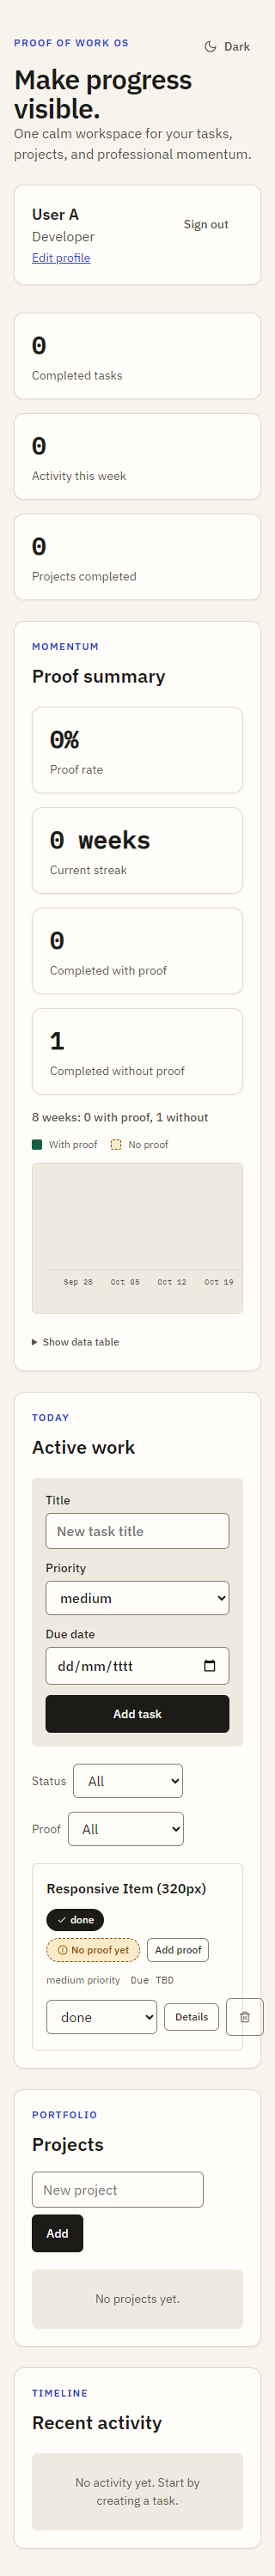 PROOF OF WORK OS
Dark
Make progress
visible.
One calm workspace for your tasks,
projects, and professional momentum.
User A
Developer
Edit profile
Sign out
0
Completed tasks
0
Activity this week
0
Projects completed
MOMENTUM
Proof summary
0%
Proof rate
0 weeks
Current streak
0
Completed with proof
1
Completed without proof
8 weeks: 0 with proof, 1 without
With proof No proof
Sep 28 Oct 05 Oct 12 Oct 19
Show data table
TODAY
Active work
Title
New task title
Priority
medium
Due date
dd/mm/tttt
Add task
Status All
Proof All
Responsive Item (320px)
done
No proof yet Add proof
medium priority Due TBD
done Details
PORTFOLIO
Projects
New project
Add
No projects yet.
TIMELINE
Recent activity
No activity yet. Start by
creating a task.